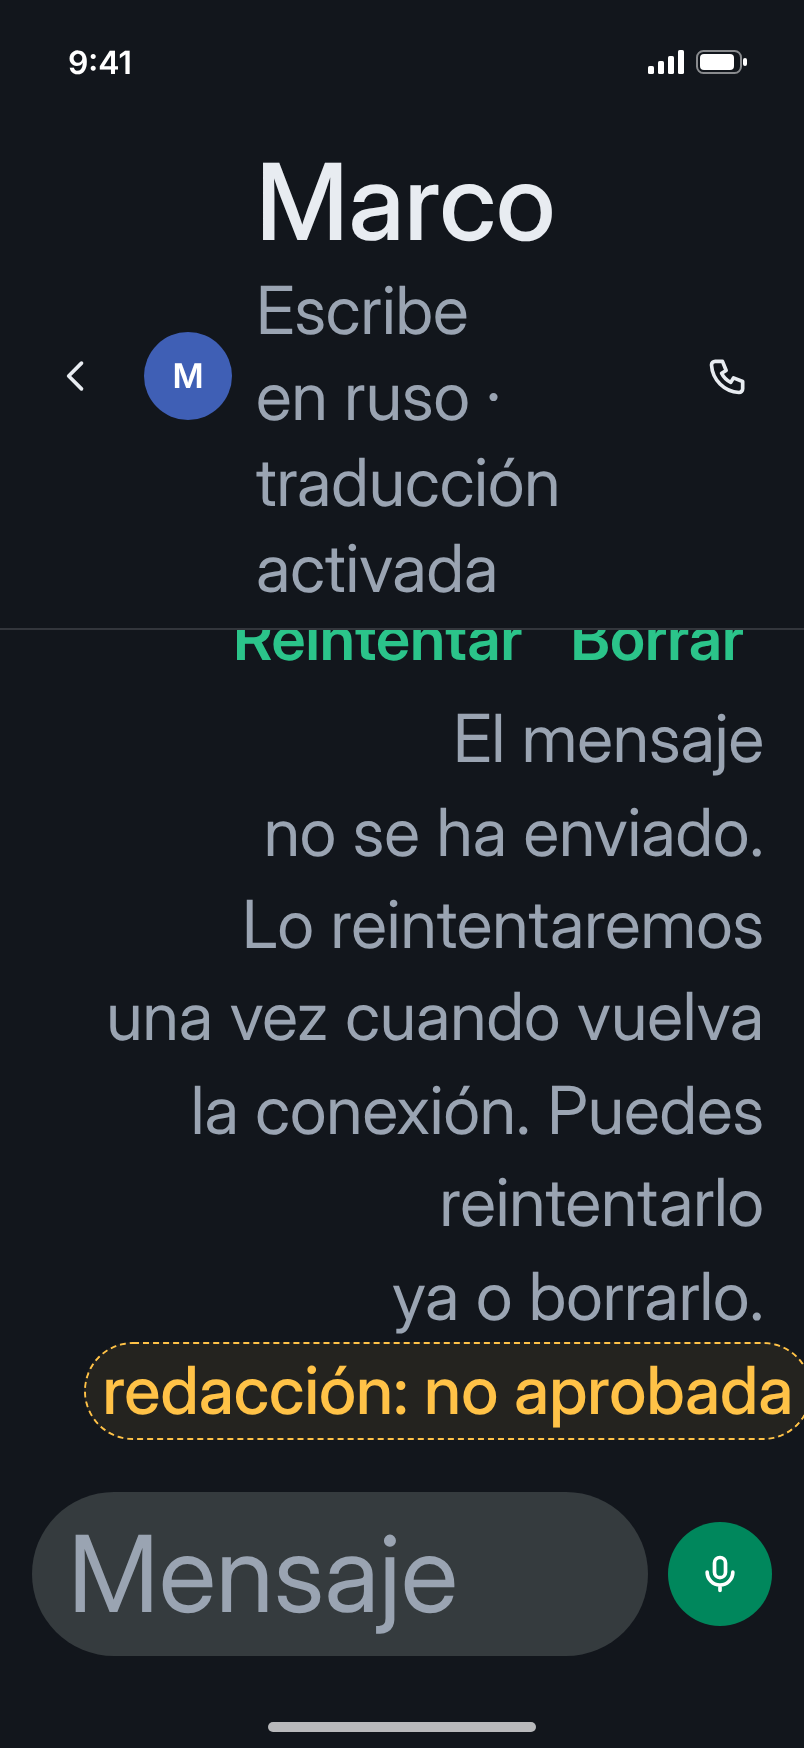 9:41
Marco
Escribe
en ruso ·
traducción
activada
M
Reintentar Borrar
El mensaje
no se ha enviado.
Lo reintentaremos
una vez cuando vuelva
la conexión. Puedes
reintentarlo
ya o borrarlo.
redacción: no aprobada
Mensaje